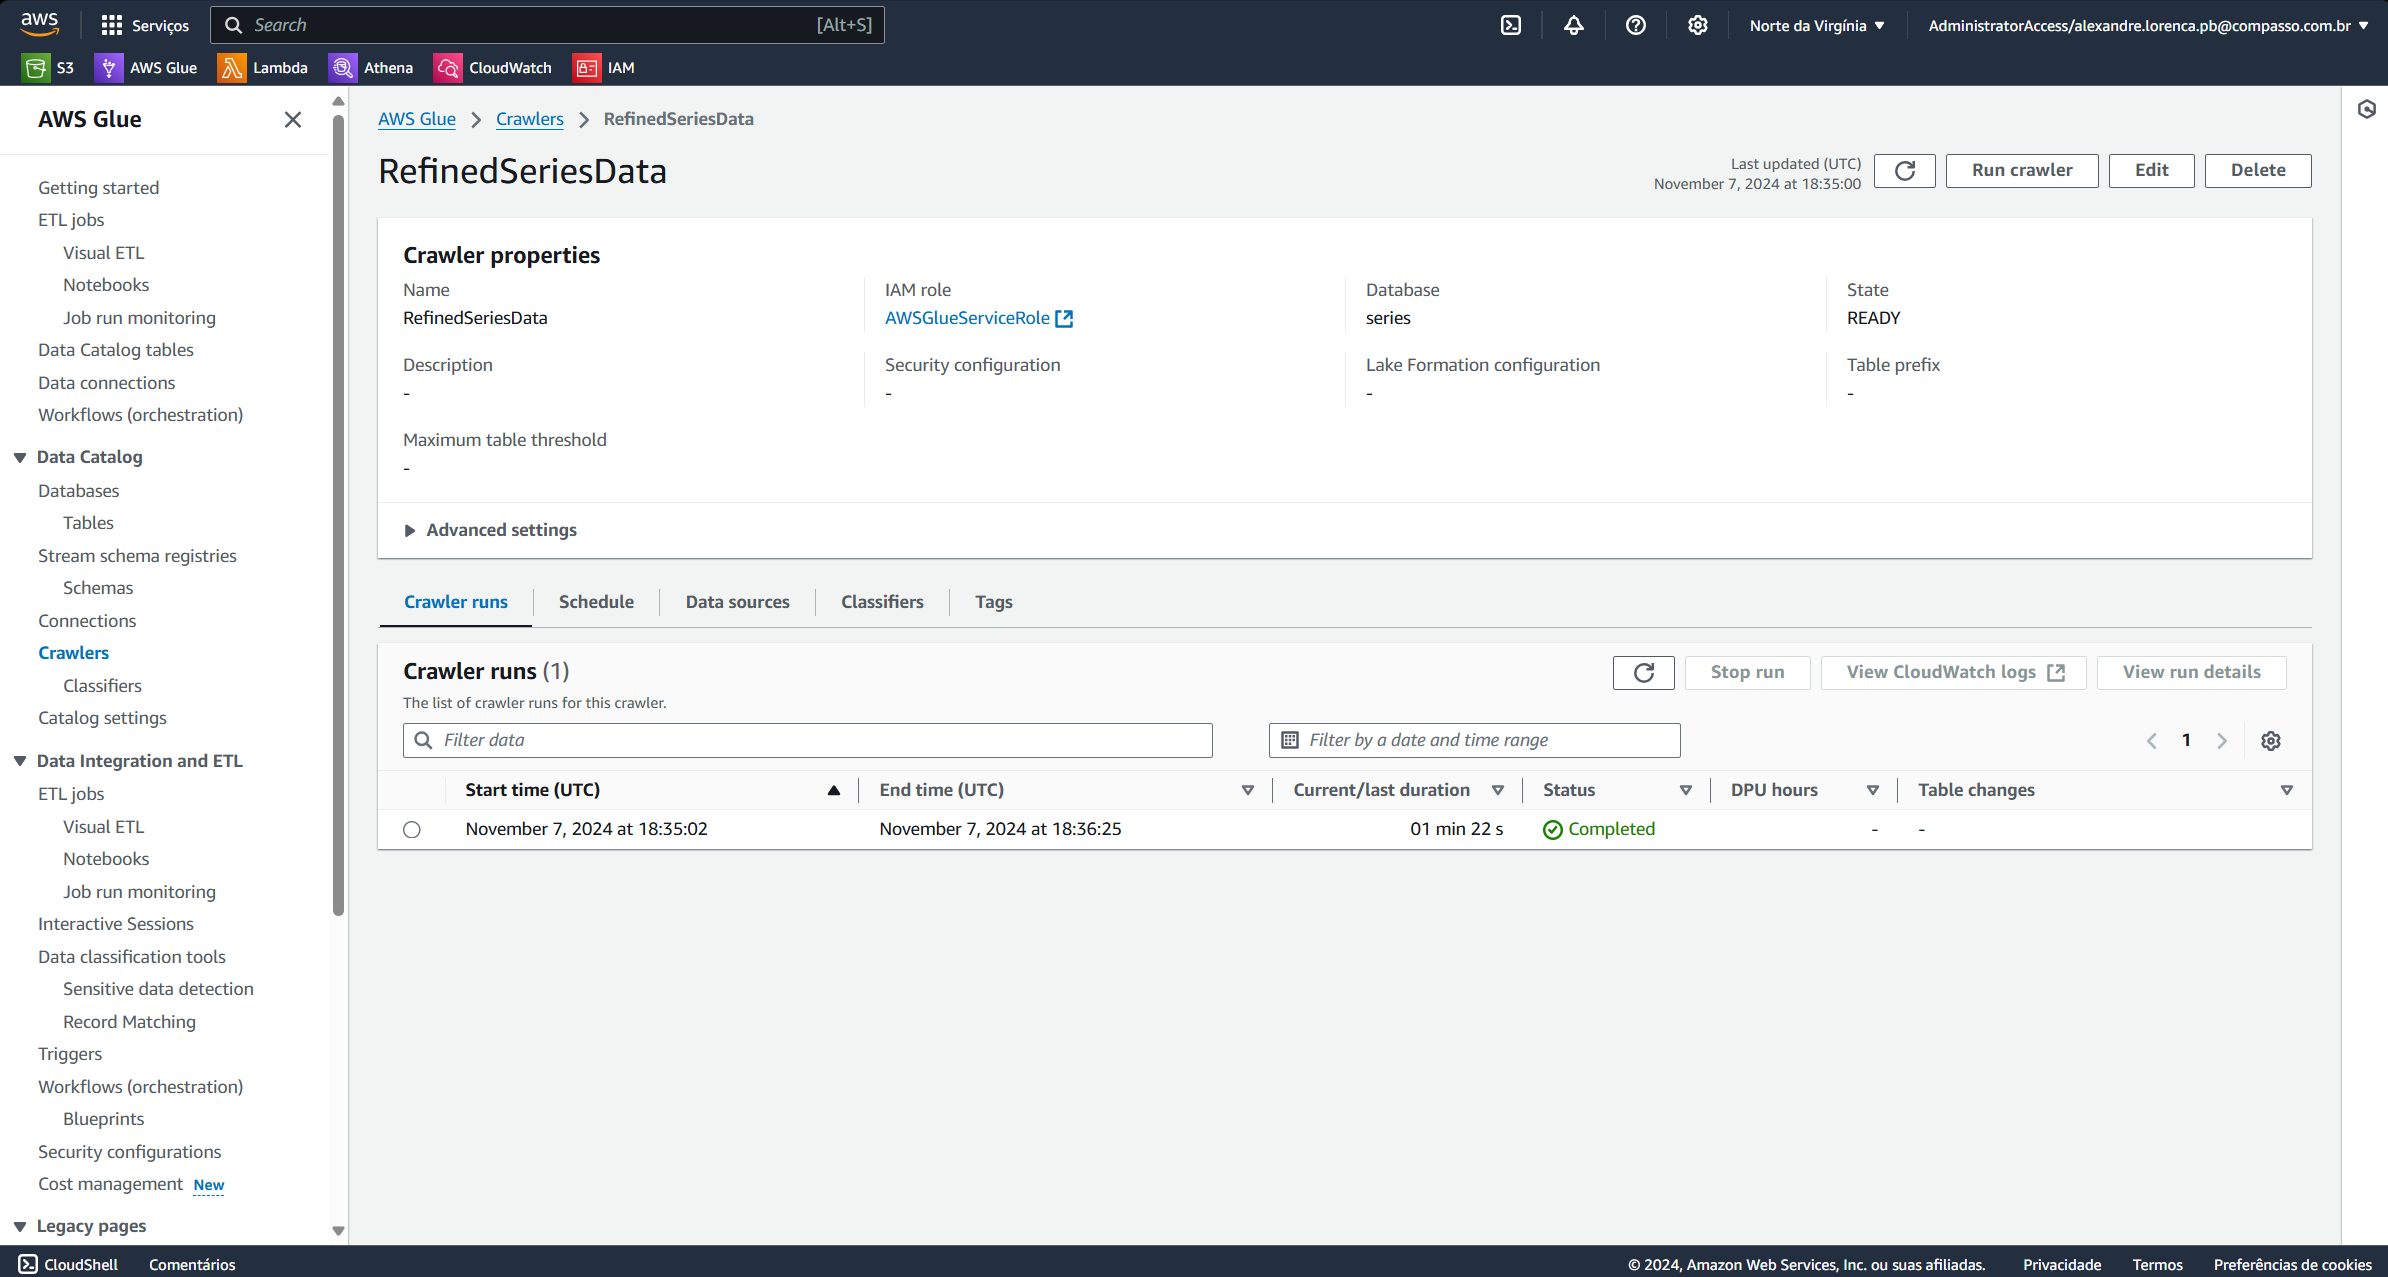 aws
Serviços
Search
[Alt+S]
Norte da Virgínia
AdministratorAccess/alexandre.lorenca.pb@compasso.com.br
S3
AWS Glue
Lambda
Athena
CloudWatch
IAM
AWS Glue
Getting started
ETL jobs
Visual ETL
Notebooks
Job run monitoring
Data Catalog tables
Data connections
Workflows (orchestration)
Data Catalog
Databases
Tables
Stream schema registries
Schemas
Connections
Crawlers
Classifiers
Catalog settings
Data Integration and ETL
ETL jobs
Visual ETL
Notebooks
Job run monitoring
Interactive Sessions
Data classification tools
Sensitive data detection
Record Matching
Triggers
Workflows (orchestration)
Blueprints
Security configurations
Cost management New
Legacy pages
AWS Glue > Crawlers > RefinedSeriesData
RefinedSeriesData
Last updated (UTC)
November 7, 2024 at 18:35:00
Run crawler
Edit
Delete
Crawler properties
Name
RefinedSeriesData
IAM role
AWSGlueServiceRole
Database
series
State
READY
Description
-
Security configuration
-
Lake Formation configuration
-
Table prefix
-
Maximum table threshold
-
Advanced settings
Crawler runs
Schedule
Data sources
Classifiers
Tags
Crawler runs (1)
The list of crawler runs for this crawler.
Stop run
View CloudWatch logs
View run details
Filter data
Filter by a date and time range
1
Start time (UTC)
End time (UTC)
Current/last duration
Status
DPU hours
Table changes
November 7, 2024 at 18:35:02
November 7, 2024 at 18:36:25
01 min 22 s
Completed
-
-
CloudShell
Comentários
© 2024, Amazon Web Services, Inc. ou suas afiliadas.
Privacidade
Termos
Preferências de cookies